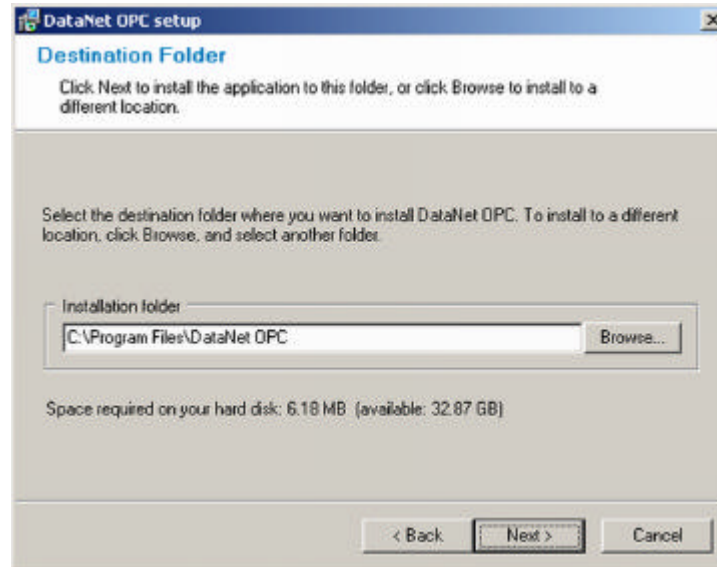 DataNet OPC setup
Destination Folder
Click Next to install the application to this folder, or click Browse to install to a
different location.
Select the destination folder where you want to install DataNet OPC. To install to a different
location, click Browse, and select another folder.
Installation folder
C:\Program Files\DataNet OPC
Browse...
Space required on your hard disk: 6.18 MB (available: 32.87 GB)
< Back
Next >
Cancel